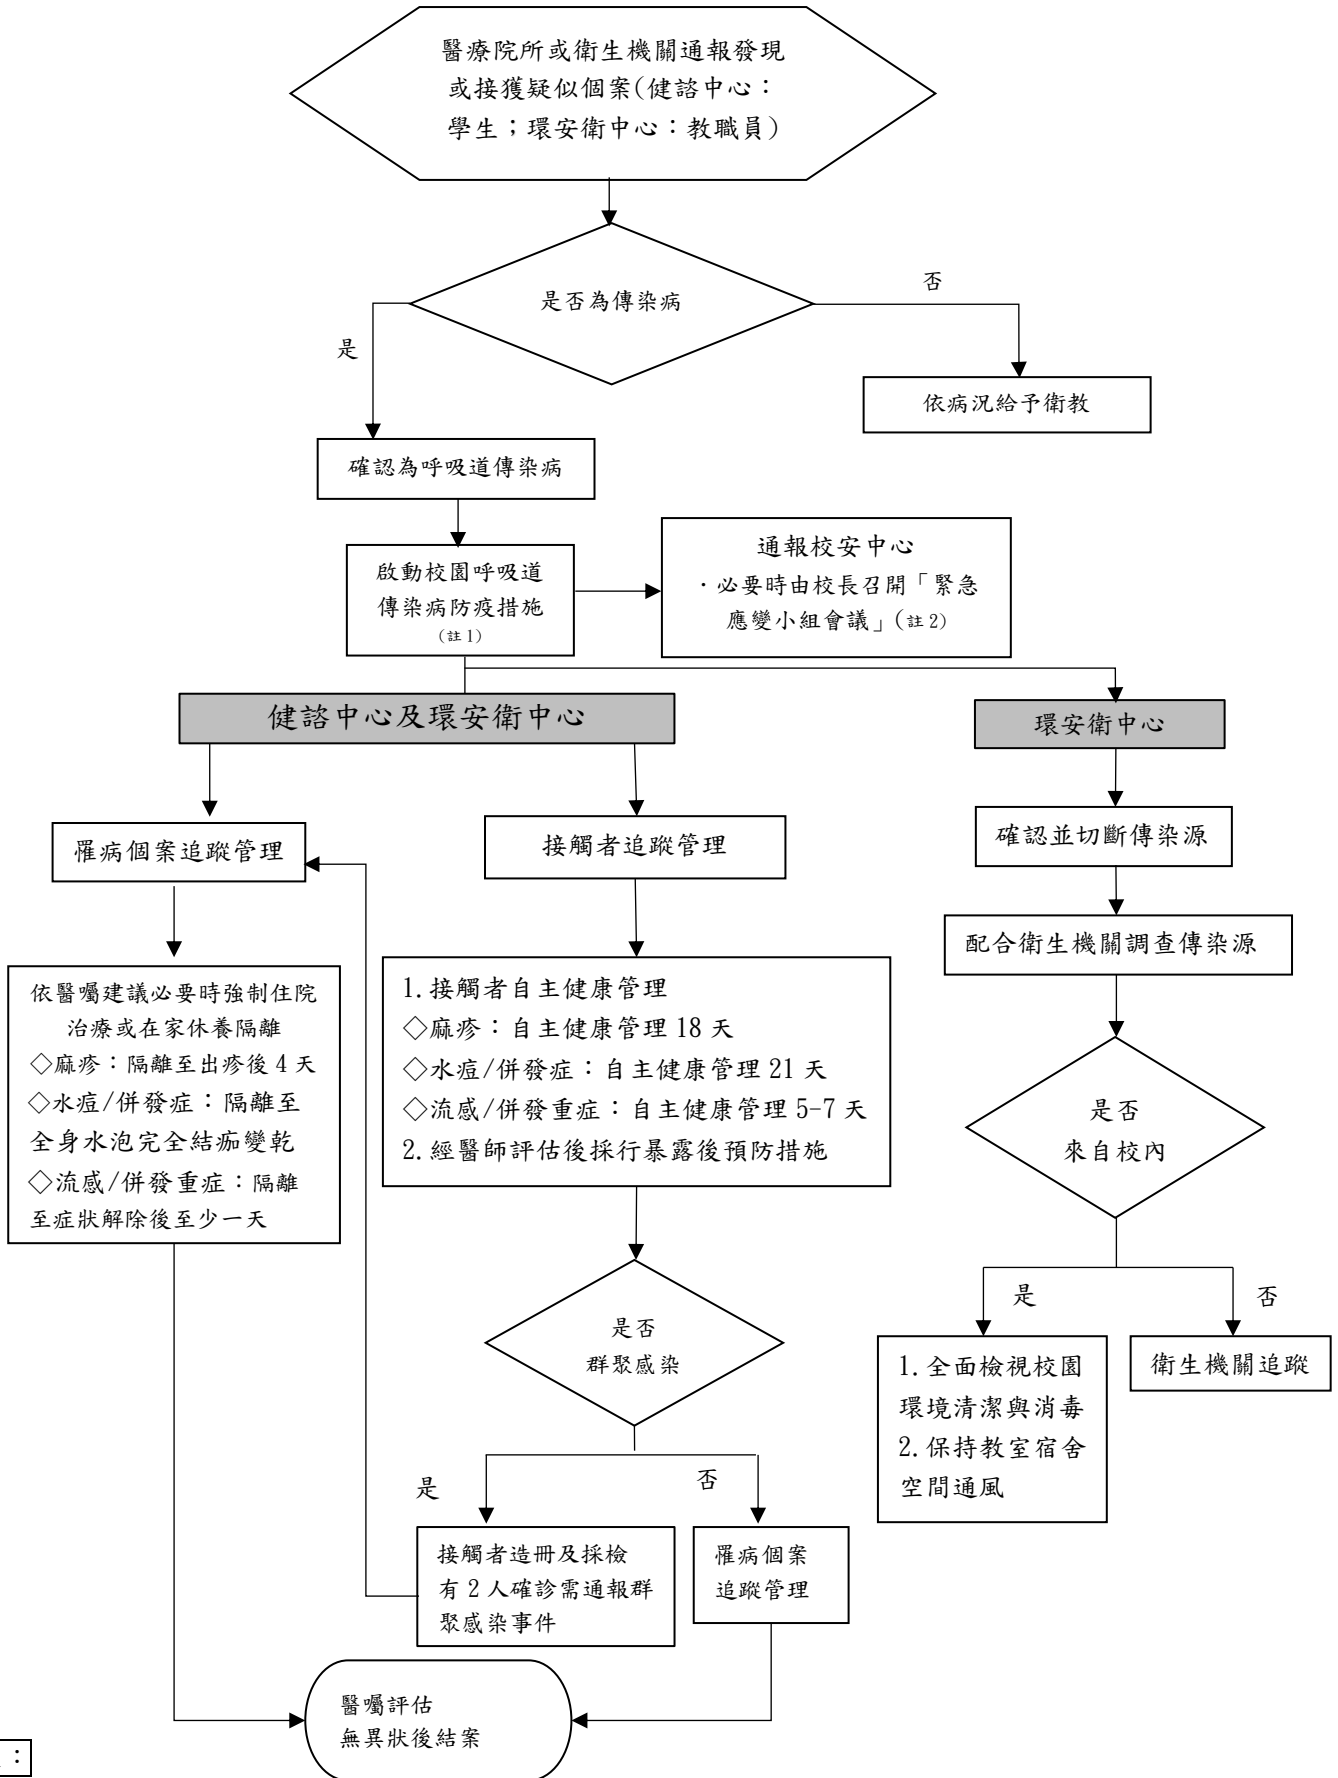 醫療院所或衛生機關通報發現
或接獲疑似個案(健諮中心：
學生；環安衛中心：教職員)
是否為傳染病
否
是
依病況給予衛教
確認為呼吸道傳染病
啟動校園呼吸道
傳染病防疫措施
(註1)
通報校安中心
‧必要時由校長召開「緊急
應變小組會議」(註2)
健諮中心及環安衛中心
環安衛中心
罹病個案追蹤管理
接觸者追蹤管理
確認並切斷傳染源
配合衛生機關調查傳染源
依醫囑建議必要時強制住院
治療或在家休養隔離
◇麻疹：隔離至出疹後4天
◇水痘/併發症：隔離至
全身水泡完全結痂變乾
◇流感/併發重症：隔離
至症狀解除後至少一天
1.接觸者自主健康管理
◇麻疹：自主健康管理18天
◇水痘/併發症：自主健康管理21天
◇流感/併發重症：自主健康管理5-7天
2.經醫師評估後採行暴露後預防措施
是否
來自校內
是否
群聚感染
是
否
1.全面檢視校園
環境清潔與消毒
2.保持教室宿舍
空間通風
衛生機關追蹤
是
否
接觸者造冊及採檢
有2人確診需通報群
聚感染事件
罹病個案
追蹤管理
醫囑評估
無異狀後結案
：